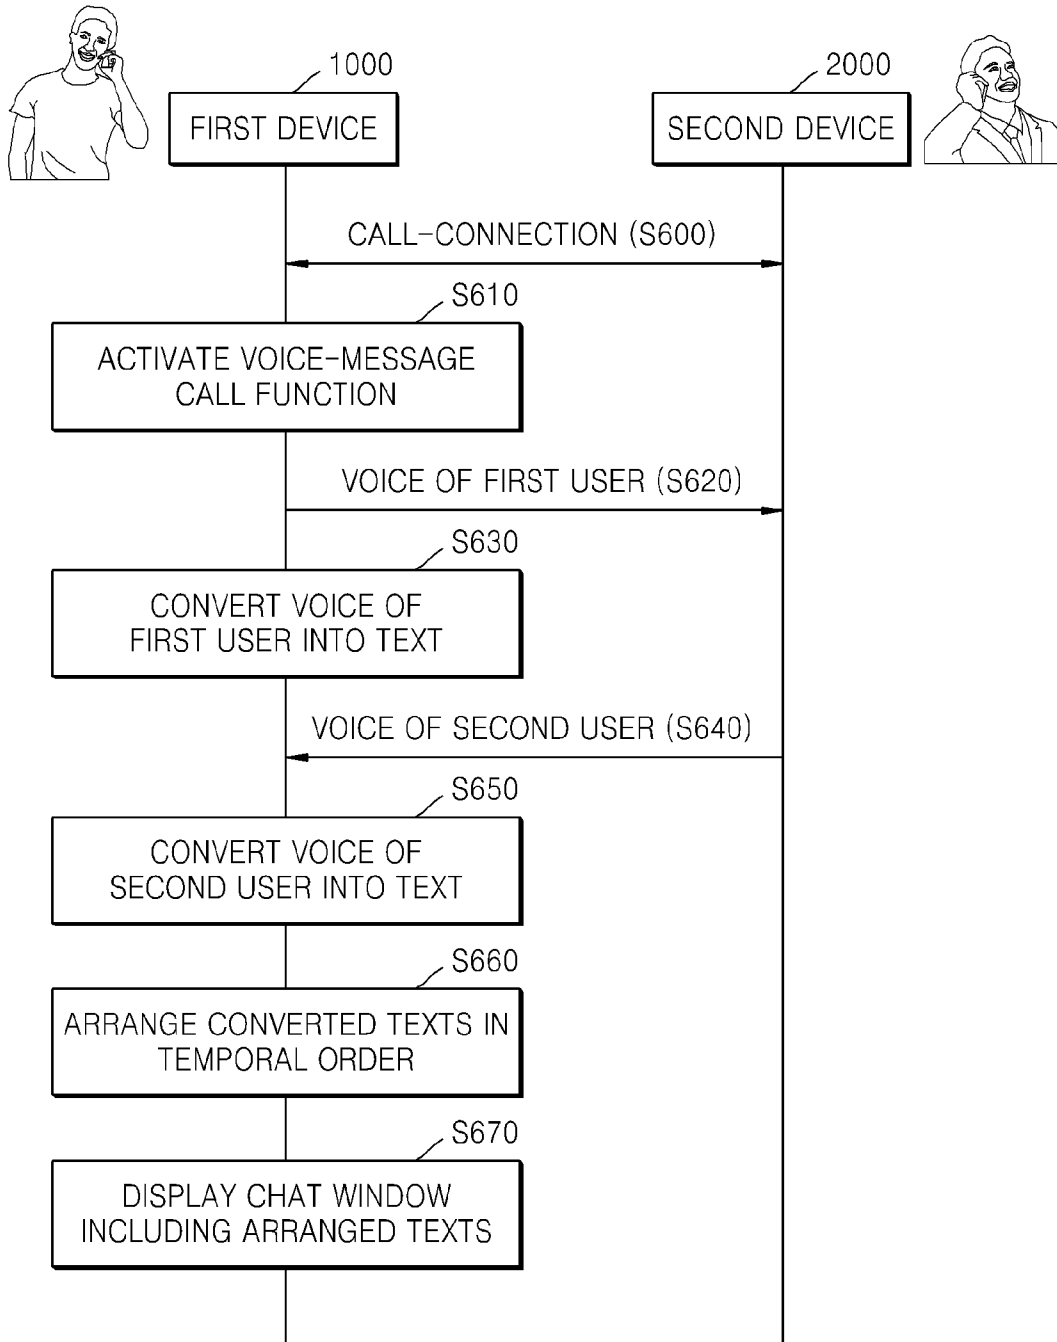 1000
2000
FIRST DEVICE
SECOND DEVICE
CALL-CONNECTION (S600)
S610
ACTIVATE VOICE-MESSAGE
CALL FUNCTION
VOICE OF FIRST USER (S620)
S630
CONVERT VOICE OF
FIRST USER INTO TEXT
VOICE OF SECOND USER (S640)
S650
CONVERT VOICE OF
SECOND USER INTO TEXT
S660
ARRANGE CONVERTED TEXTS IN
TEMPORAL ORDER
S670
DISPLAY CHAT WINDOW
INCLUDING ARRANGED TEXTS